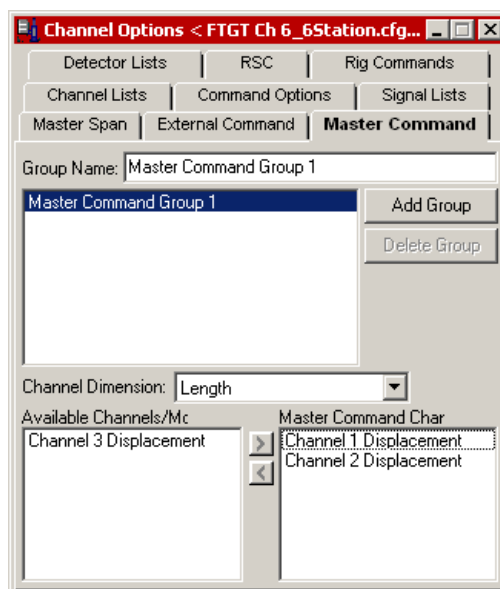 Channel Options < FTGT Ch 6_6Station.cfg...
Detector Lists RSC Rig Commands
Channel Lists Command Options Signal Lists
Master Span External Command Master Command
Group Name: Master Command Group 1
Master Command Group 1
Add Group
Delete Group
Channel Dimension: Length
Available Channels/Mc Master Command Char
Channel 3 Displacement > Channel 1 Displacement
< Channel 2 Displacement